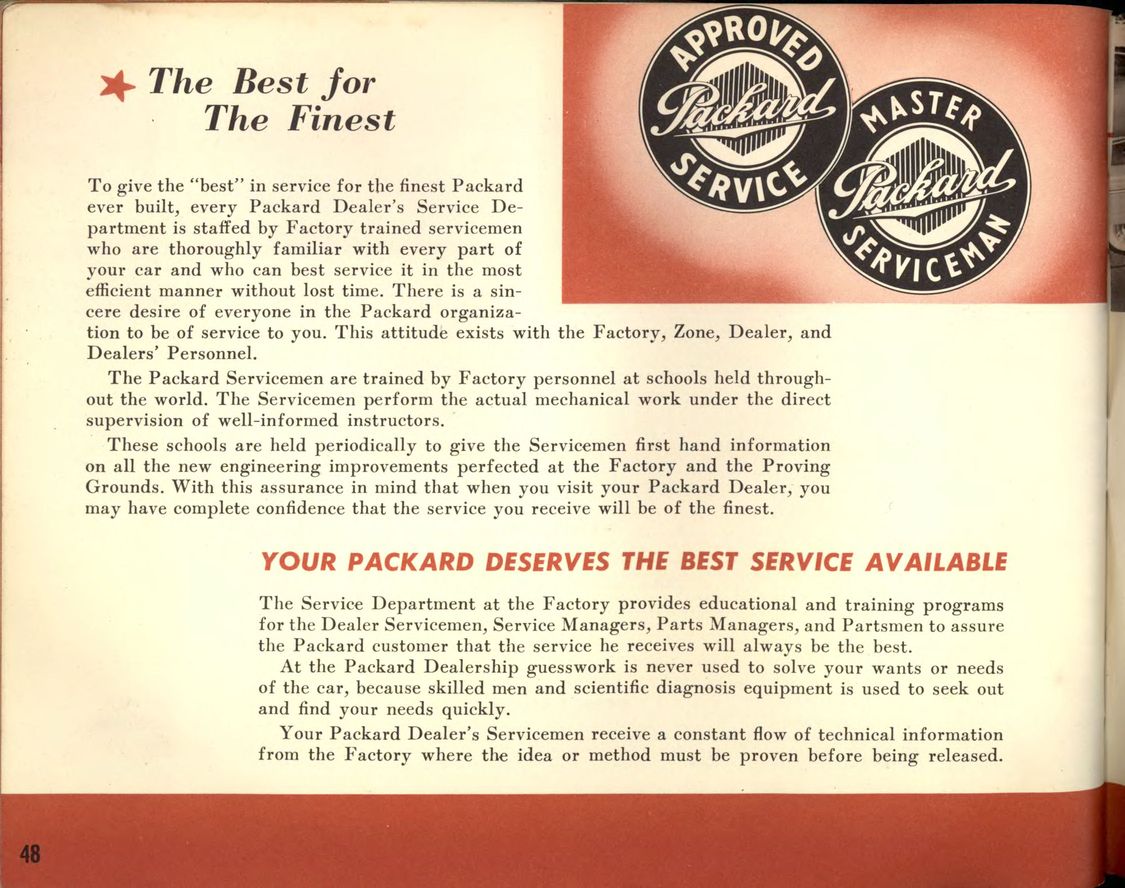 The Best for
The Finest
APPROVED
Packard
SERVICE
MASTER
Packard
SERVICEMAN
To give the "best" in service for the finest Packard
ever built, every Packard Dealer's Service De-
partment is staffed by Factory trained servicemen
who are thoroughly familiar with every part of
your car and who can best service it in the most
efficient manner without lost time. There is a sin-
cere desire of everyone in the Packard organiza-
tion to be of service to you. This attitude exists with the Factory, Zone, Dealer, and
Dealers' Personnel.
The Packard Servicemen are trained by Factory personnel at schools held through-
out the world. The Servicemen perform the actual mechanical work under the direct
supervision of well-informed instructors.
These schools are held periodically to give the Servicemen first hand information
on all the new engineering improvements perfected at the Factory and the Proving
Grounds. With this assurance in mind that when you visit your Packard Dealer, you
may have complete confidence that the service you receive will be of the finest.
YOUR PACKARD DESERVES THE BEST SERVICE AVAILABLE
The Service Department at the Factory provides educational and training programs
for the Dealer Servicemen, Service Managers, Parts Managers, and Partsmen to assure
the Packard customer that the service he receives will always be the best.
At the Packard Dealership guesswork is never used to solve your wants or needs
of the car, because skilled men and scientific diagnosis equipment is used to seek out
and find your needs quickly.
Your Packard Dealer's Servicemen receive a constant flow of technical information
from the Factory where the idea or method must be proven before being released.
48